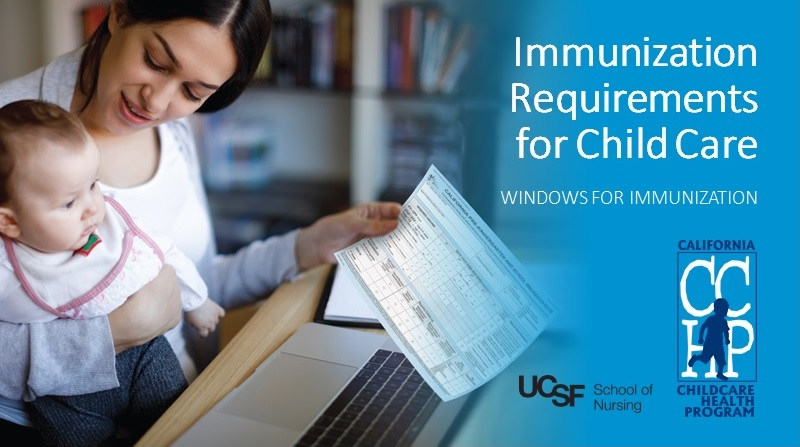 Immunization
Requirements
for Child Care
WINDOWS FOR IMMUNIZATION
CALIFORNIA
CC
HP
CHILDCARE
HEALTH
PROGRAM
UCSF School of
Nursing